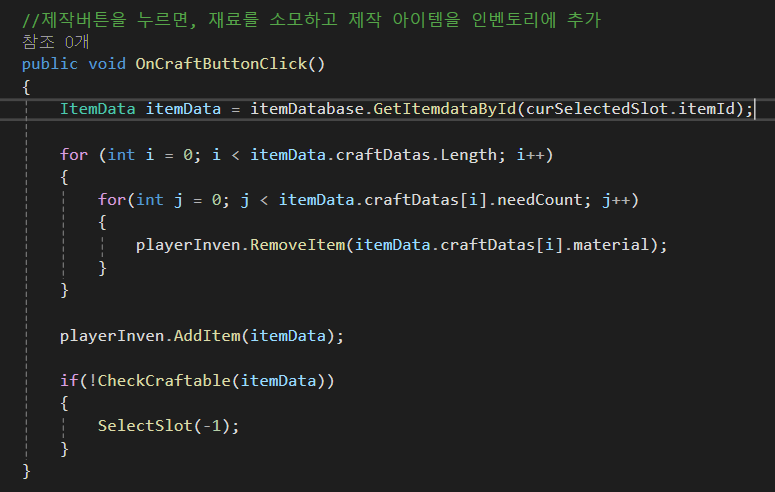 //제작버튼을 누르면, 재료를 소모하고 제작 아이템을 인벤토리에 추가
참조 0개
public void OnCraftButtonClick()
{
ItemData itemData = itemDatabase.GetItemdataById(curSelectedSlot.itemId);
for (int i = 0; i < itemData.craftDatas.Length; i++)
{
for(int j = 0; j < itemData.craftDatas[i].needCount; j++)
{
playerInven.RemoveItem(itemData.craftDatas[i].material);
}
}
playerInven.AddItem(itemData);
if(!CheckCraftable(itemData))
{
SelectSlot(-1);
}
}